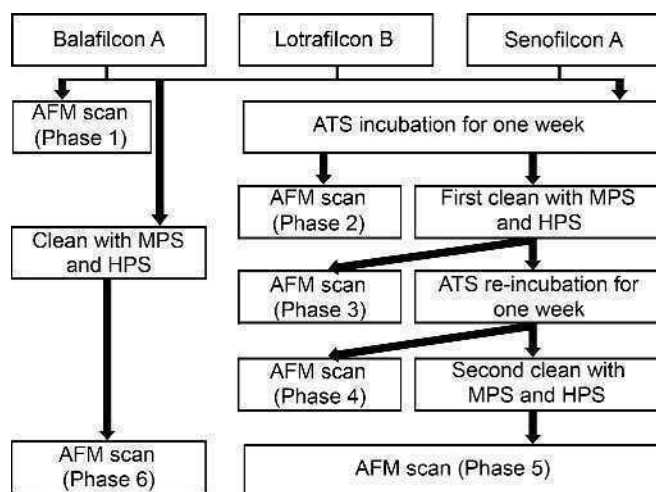 Balafilcon A
Lotrafilcon B
Senofilcon A
AFM scan
(Phase 1)
ATS incubation for one week
AFM scan
(Phase 2)
First clean with MPS
and HPS
Clean with MPS
and HPS
AFM scan
(Phase 3)
ATS re-incubation for
one week
AFM scan
(Phase 4)
Second clean with
MPS and HPS
AFM scan
(Phase 6)
AFM scan (Phase 5)